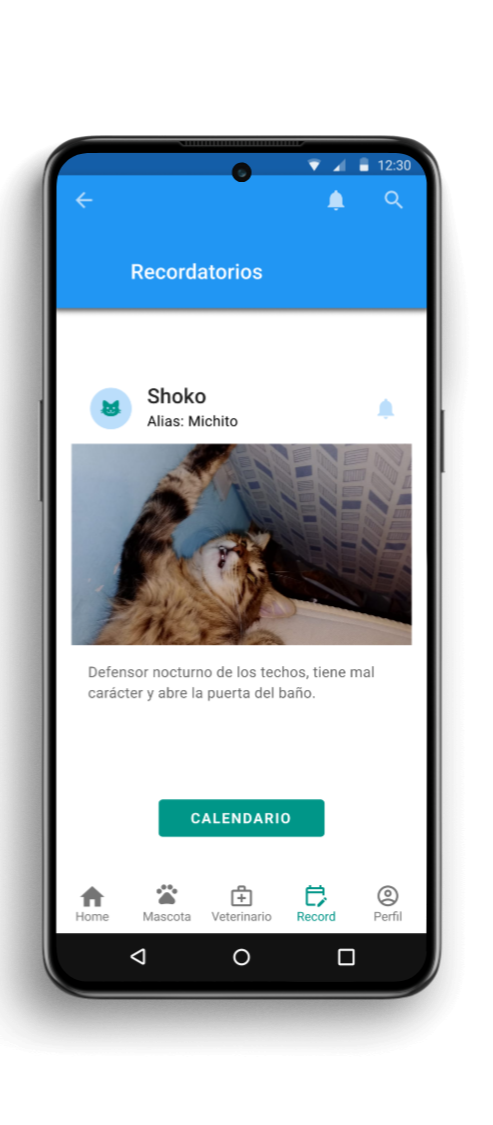 12:30
Recordatorios
Shoko
Alias: Michito
Defensor nocturno de los techos, tiene mal
carácter y abre la puerta del baño.
CALENDARIO
Home Mascota Veterinario Record Perfil